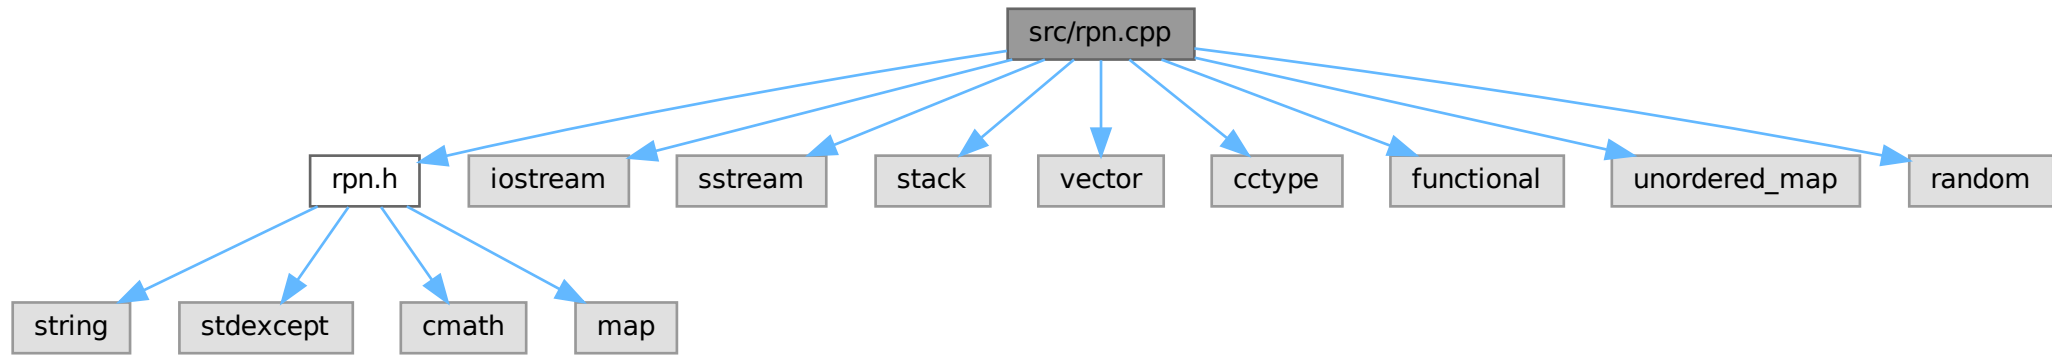 src/rpn.cpp
rpn.h
iostream
sstream
stack
vector
cctype
functional
unordered_map
random
string
stdexcept
cmath
map